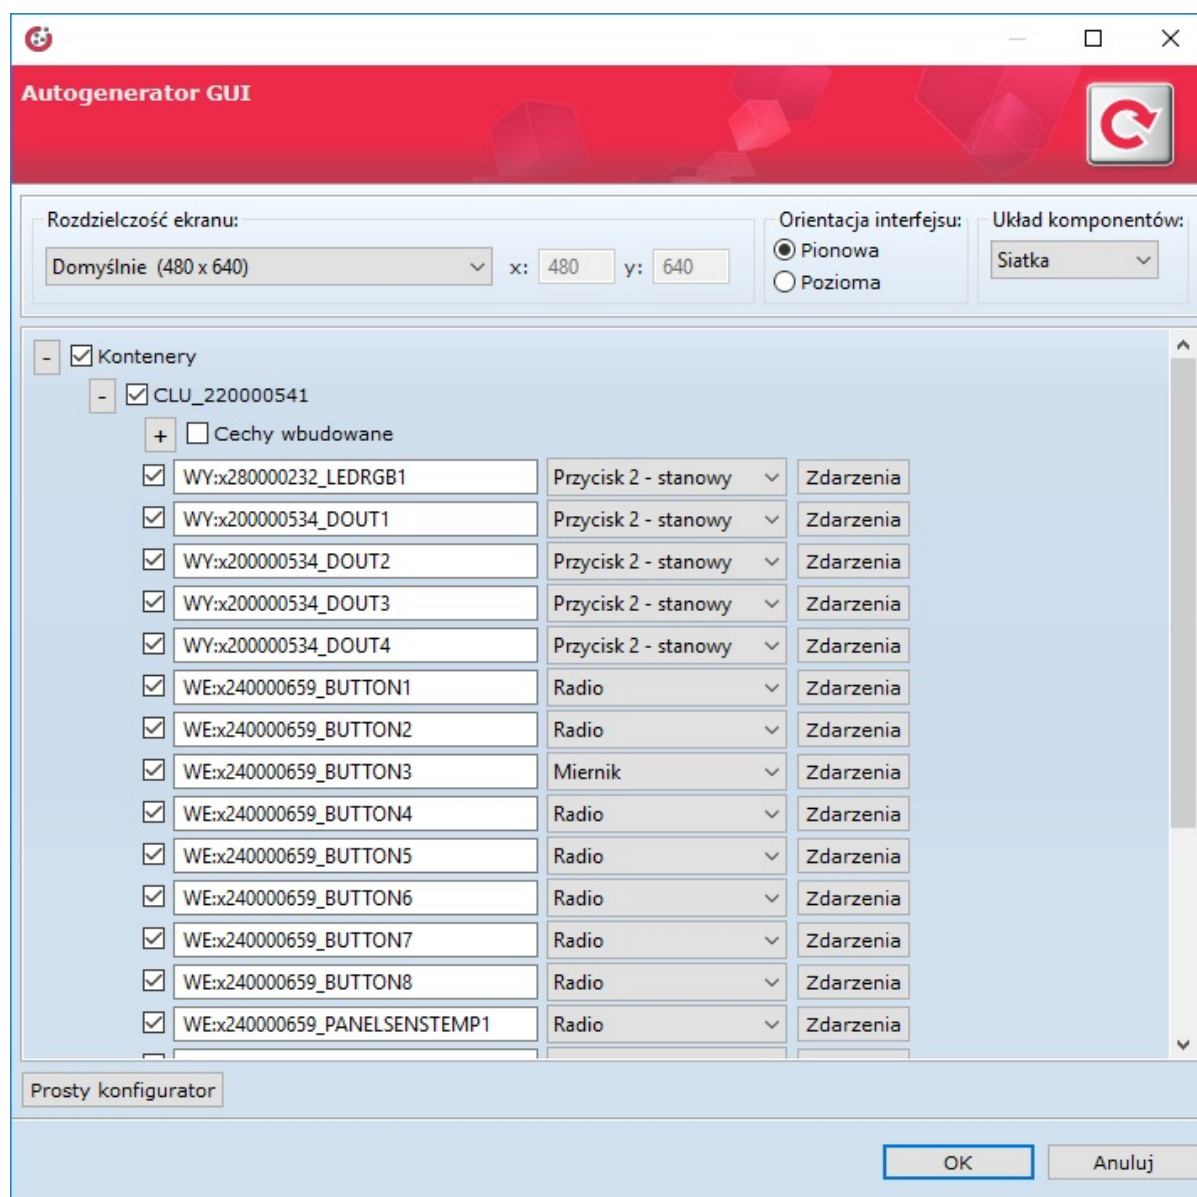 Autogenerator GUI
Rozdzielczość ekranu: Orientacja interfejsu: Układ komponentów:
Domyślnie (480 x 640) x: 480 y: 640 Pionowa Siatka
Pozioma
- Kontenery
- CLU_220000541
+ Cechy wbudowane
WY:x280000232_LEDRGB1 Przycisk 2 - stanowy Zdarzenia
WY:x200000534_DOUT1 Przycisk 2 - stanowy Zdarzenia
WY:x200000534_DOUT2 Przycisk 2 - stanowy Zdarzenia
WY:x200000534_DOUT3 Przycisk 2 - stanowy Zdarzenia
WY:x200000534_DOUT4 Przycisk 2 - stanowy Zdarzenia
WE:x240000659_BUTTON1 Radio Zdarzenia
WE:x240000659_BUTTON2 Radio Zdarzenia
WE:x240000659_BUTTON3 Miernik Zdarzenia
WE:x240000659_BUTTON4 Radio Zdarzenia
WE:x240000659_BUTTON5 Radio Zdarzenia
WE:x240000659_BUTTON6 Radio Zdarzenia
WE:x240000659_BUTTON7 Radio Zdarzenia
WE:x240000659_BUTTON8 Radio Zdarzenia
WE:x240000659_PANELSENSTEMP1 Radio Zdarzenia
Prosty konfigurator
OK Anuluj